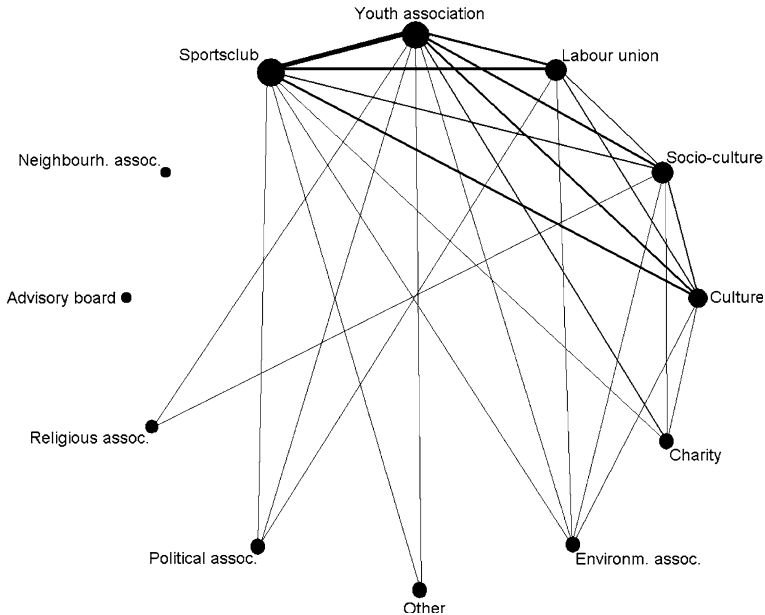 Youth association
Sportsclub
Labour union
Neighbourh. assoc.
Socio-culture
Advisory board
Culture
Religious assoc.
Charity
Political assoc.
Environm. assoc.
Other